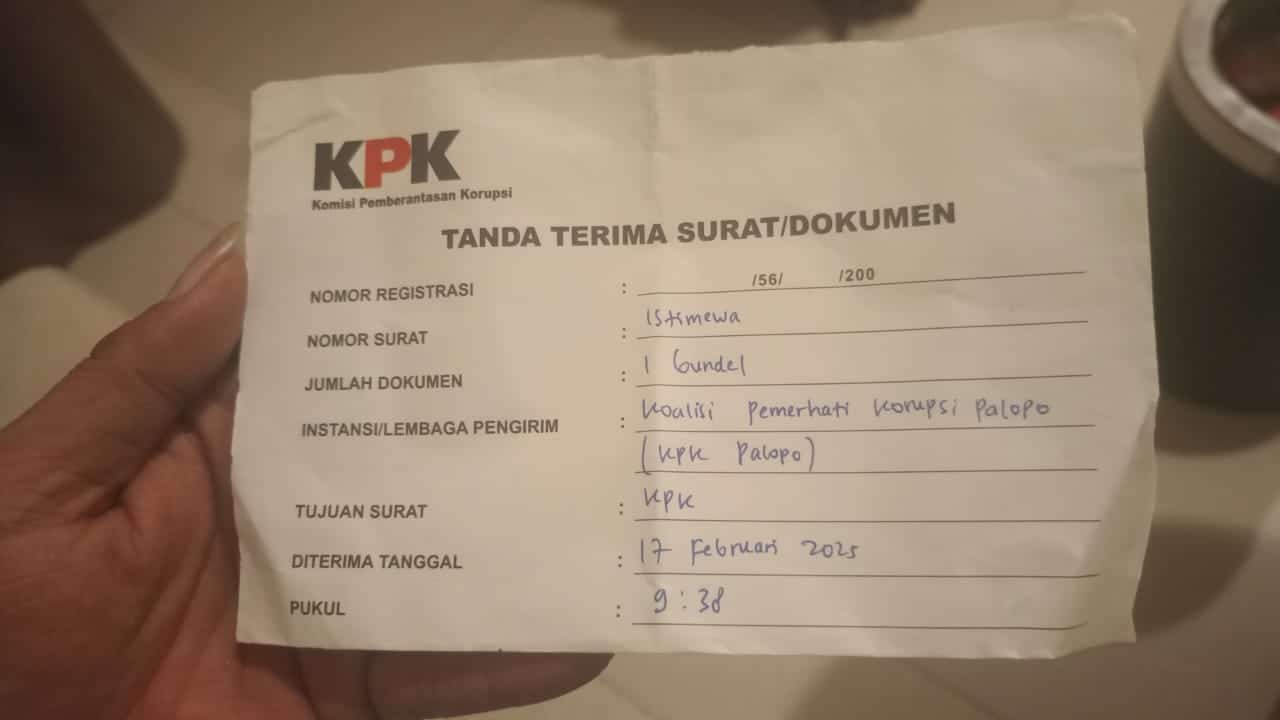 KPK
Komisi Pemberantasan Korupsi
TANDA TERIMA SURAT/DOKUMEN
NOMOR REGISTRASI : /56/ /200
NOMOR SURAT : Istimewa
JUMLAH DOKUMEN : 1 bundel
INSTANSI/LEMBAGA PENGIRIM : Koalisi pemerhati korupsi palopo
(KPK Palopo)
TUJUAN SURAT : KPK
DITERIMA TANGGAL : 17 Februari 2025
PUKUL : 9:38